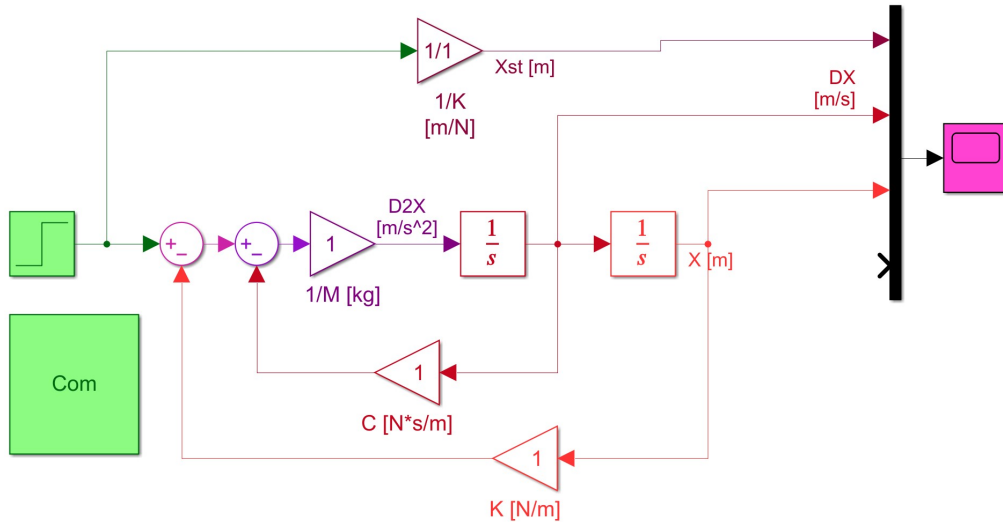 1/1
Xst [m]
1/K
[m/N]
DX
[m/s]
D2X
[m/s^2]
+
−
+
−
1
1/M [kg]
1
s
1
s
X [m]
Com
1
C [N*s/m]
1
K [N/m]